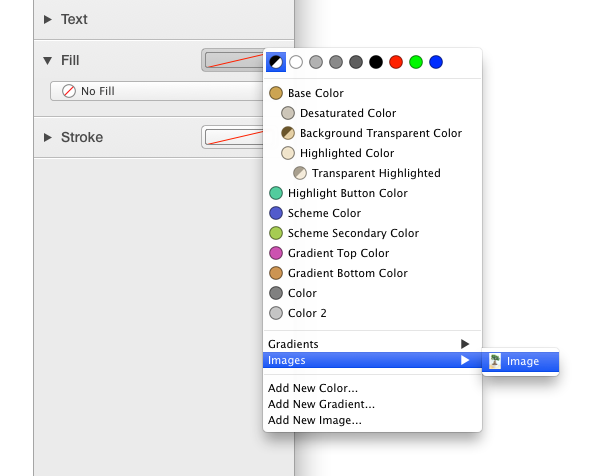 Text
Fill
No Fill
Stroke
Base Color
Desaturated Color
Background Transparent Color
Highlighted Color
Transparent Highlighted
Highlight Button Color
Scheme Color
Scheme Secondary Color
Gradient Top Color
Gradient Bottom Color
Color
Color 2
Gradients
Images
Image
Add New Color...
Add New Gradient...
Add New Image...